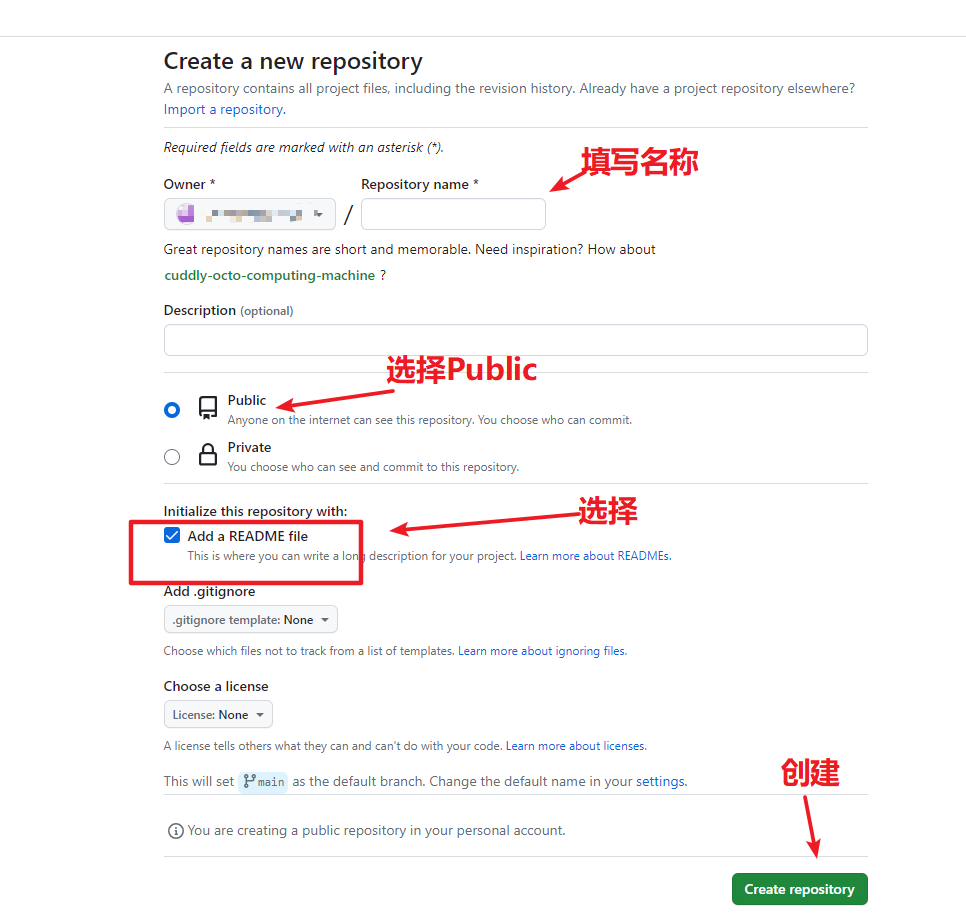 Create a new repository
A repository contains all project files, including the revision history. Already have a project repository elsewhere?
Import a repository.
Required fields are marked with an asterisk (*).
填写名称
Owner *
Repository name *
/
Great repository names are short and memorable. Need inspiration? How about
cuddly-octo-computing-machine ?
Description (optional)
选择Public
Public
Anyone on the internet can see this repository. You choose who can commit.
Private
You choose who can see and commit to this repository.
选择
Initialize this repository with:
Add a README file
This is where you can write a long description for your project. Learn more about READMEs.
Add .gitignore
.gitignore template: None
Choose which files not to track from a list of templates. Learn more about ignoring files.
Choose a license
License: None
A license tells others what they can and can't do with your code. Learn more about licenses.
This will set main as the default branch. Change the default name in your settings.
创建
You are creating a public repository in your personal account.
Create repository